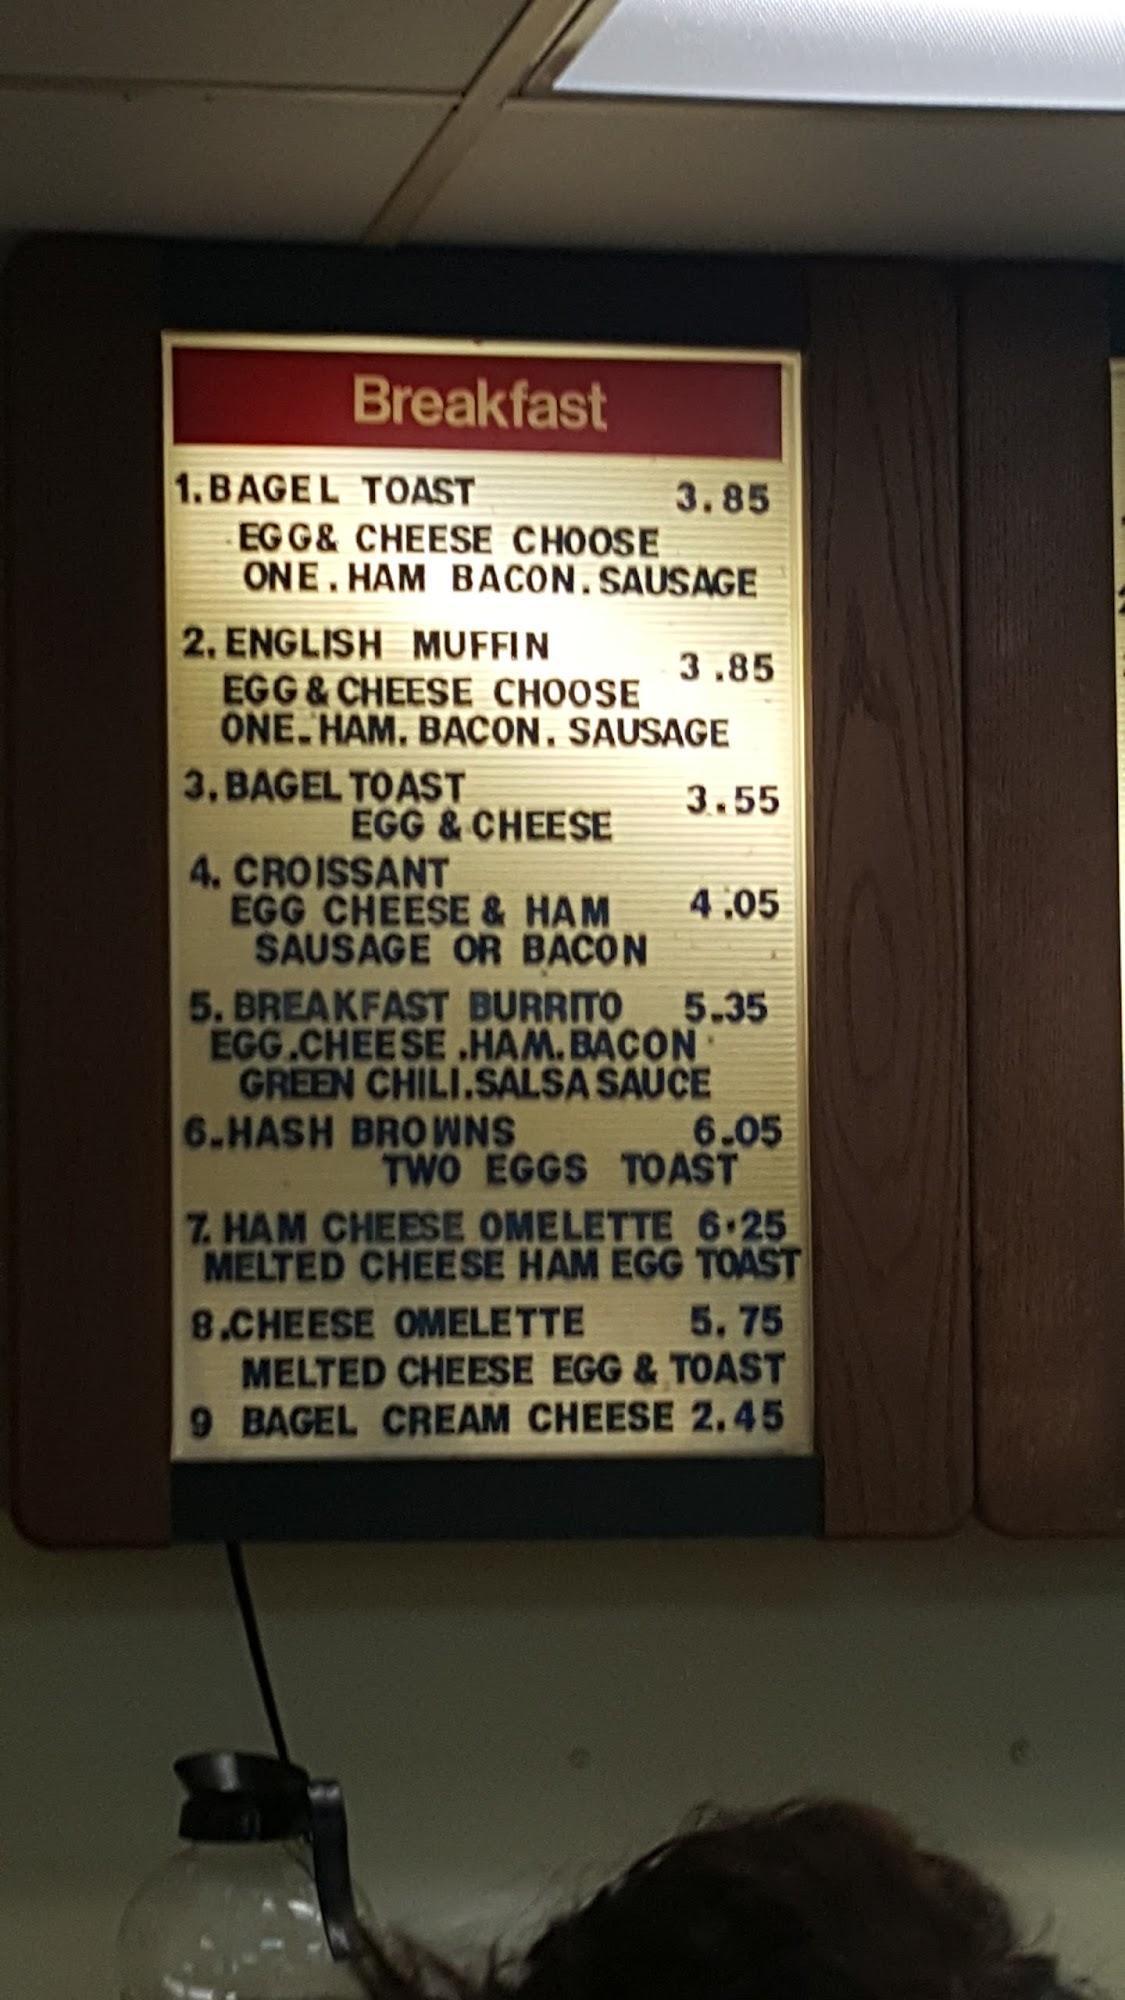 Breakfast
1. BAGEL TOAST 3.85
EGG & CHEESE CHOOSE
ONE. HAM BACON. SAUSAGE
2. ENGLISH MUFFIN 3.85
EGG & CHEESE CHOOSE
ONE. HAM. BACON. SAUSAGE
3. BAGEL TOAST 3.55
EGG & CHEESE
4. CROISSANT
EGG CHEESE & HAM 4.05
SAUSAGE OR BACON
5. BREAKFAST BURRITO 5.35
EGG.CHEESE .HAM.BACON
GREEN CHILI.SALSA SAUCE
6.HASH BROWNS 6.05
TWO EGGS TOAST
7. HAM CHEESE OMELETTE 6.25
MELTED CHEESE HAM EGG TOAST
8.CHEESE OMELETTE 5.75
MELTED CHEESE EGG & TOAST
9 BAGEL CREAM CHEESE 2.45